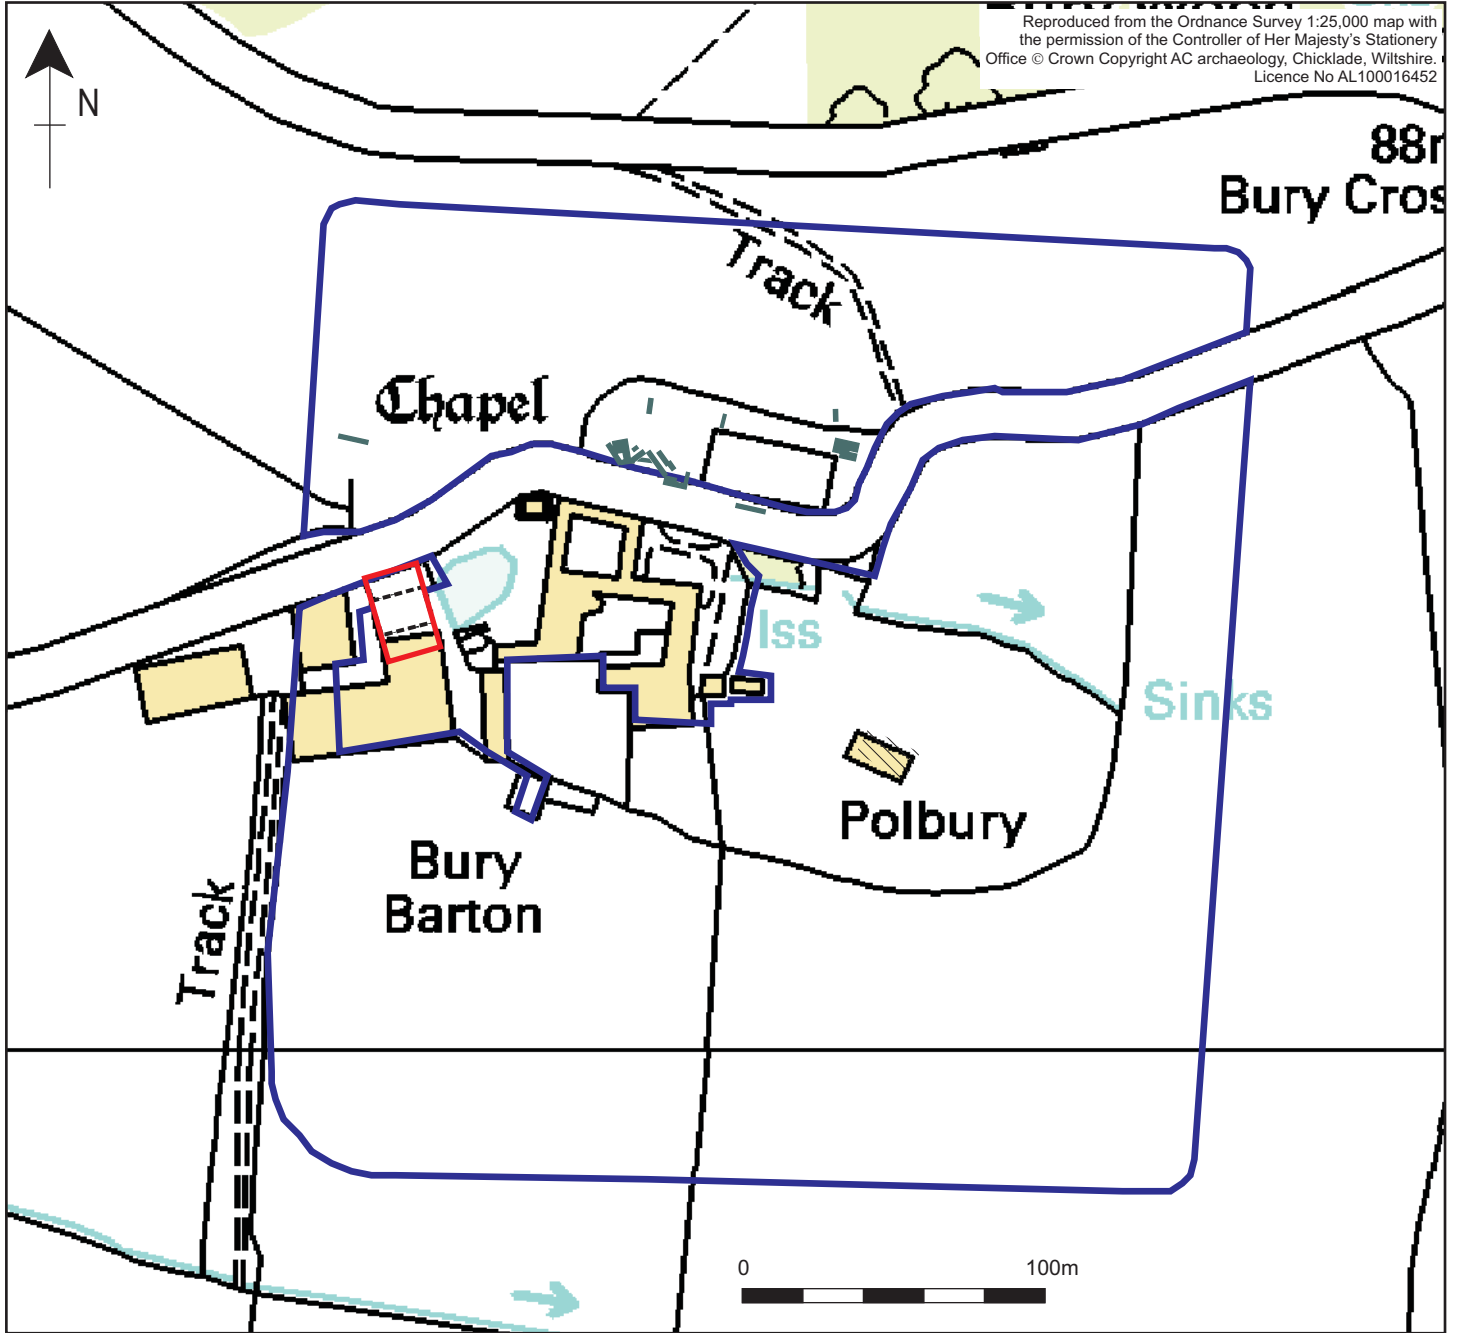 Reproduced from the Ordnance Survey 1:25,000 map with
the permission of the Controller of Her Majesty's Stationery
Office © Crown Copyright AC archaeology, Chicklade, Wiltshire.
Licence No AL100016452
N
88m
Bury Cros
Track
Chapel
Iss
Sinks
Polbury
Bury
Barton
Track
0 100m